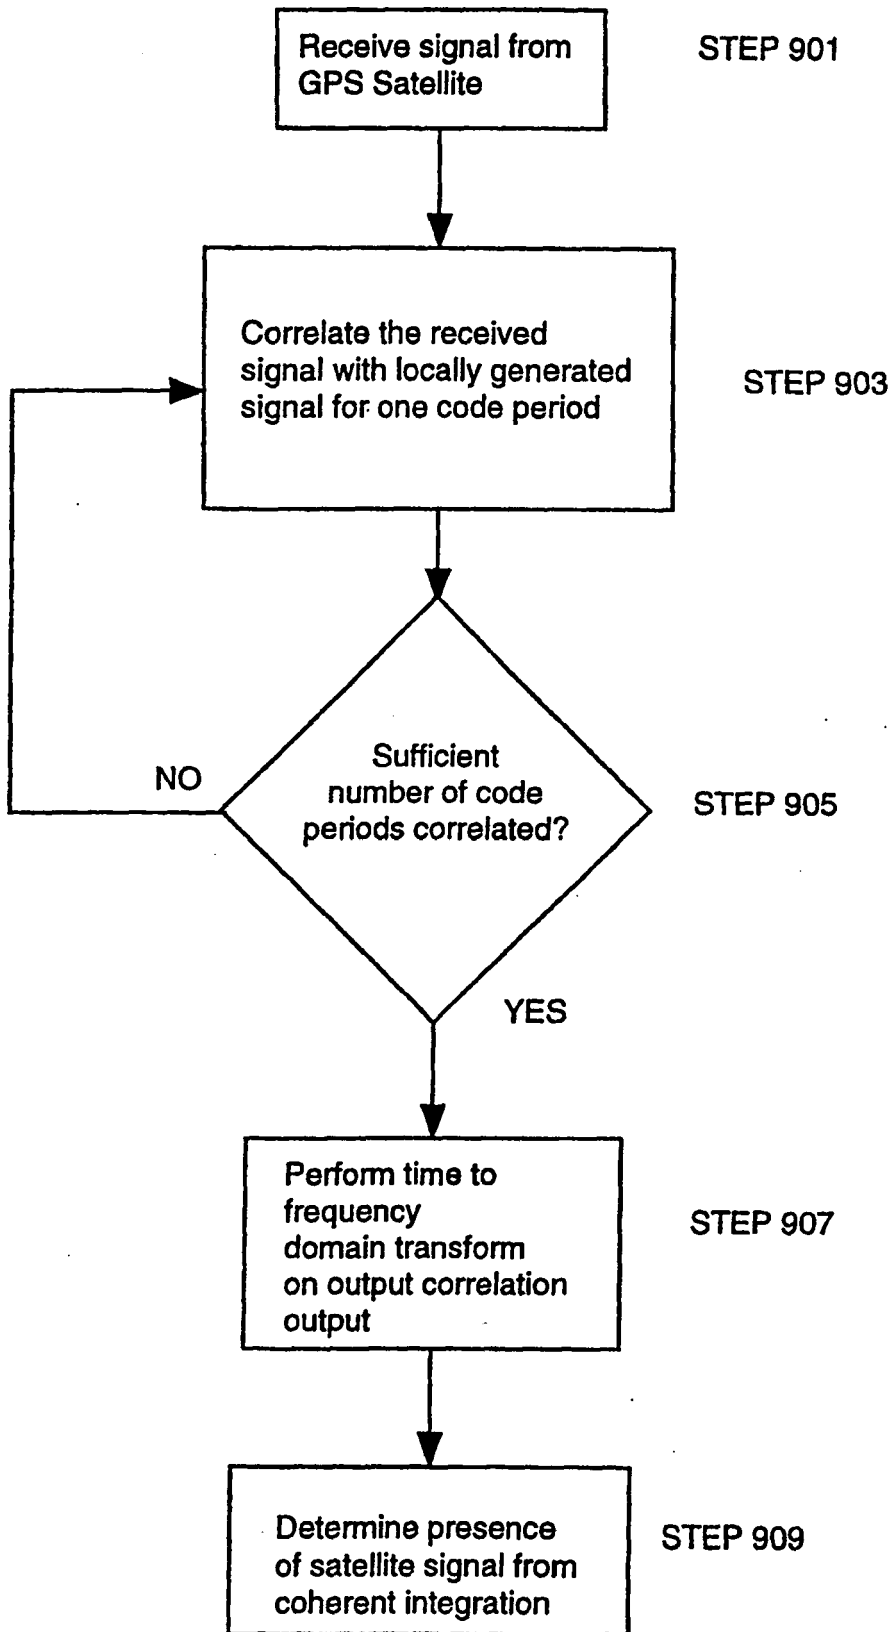 Receive signal from
GPS Satellite
STEP 901
Correlate the received
signal with locally generated
signal for one code period
STEP 903
Sufficient
number of code
periods correlated?
NO
STEP 905
YES
Perform time to
frequency
domain transform
on output correlation
output
STEP 907
Determine presence
of satellite signal from
coherent integration
STEP 909